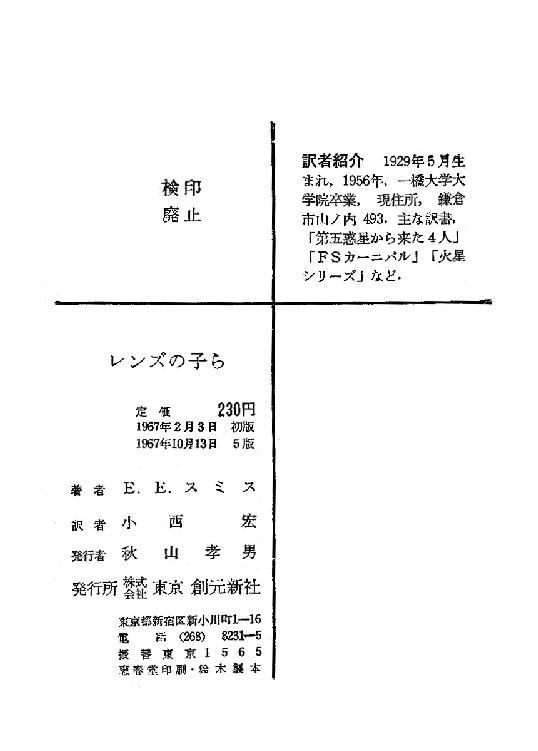 検印
廃止
訳者紹介　1929年5月生
まれ，1956年，一橋大学大
学院卒業，現住所，鎌倉
市山ノ内 493．主な訳書，
「第五惑星から来た4人」
「FSカーニバル」「火星
シリーズ」など．
レンズの子ら
定価　230円
1967年2月3日　初版
1967年10月13日　5版
著者　E. E. スミス
訳者　小西　宏
発行者　秋山孝男
発行所 株式会社 東京創元新社
東京都新宿区新小川町1—16
電話 (268) 8231—5
振替東京1565
堂印刷・鈴木製本